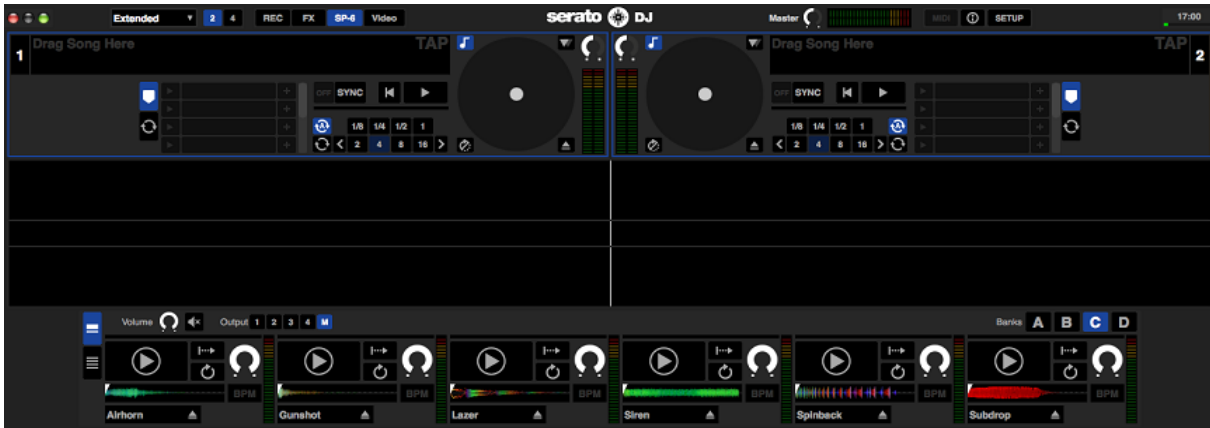 Extended 2 4 REC FX SP-6 Video serato DJ Master MIDI SETUP 17:00
1 Drag Song Here TAP
Drag Song Here TAP 2
OFF SYNC
1/8 1/4 1/2 1
2 4 8 16
OFF SYNC
1/8 1/4 1/2 1
2 4 8 16
Volume Output 1 2 3 4 M Banks A B C D
BPM BPM BPM BPM BPM BPM
Airhorn Gunshot Lazer Siren Spinback Subdrop